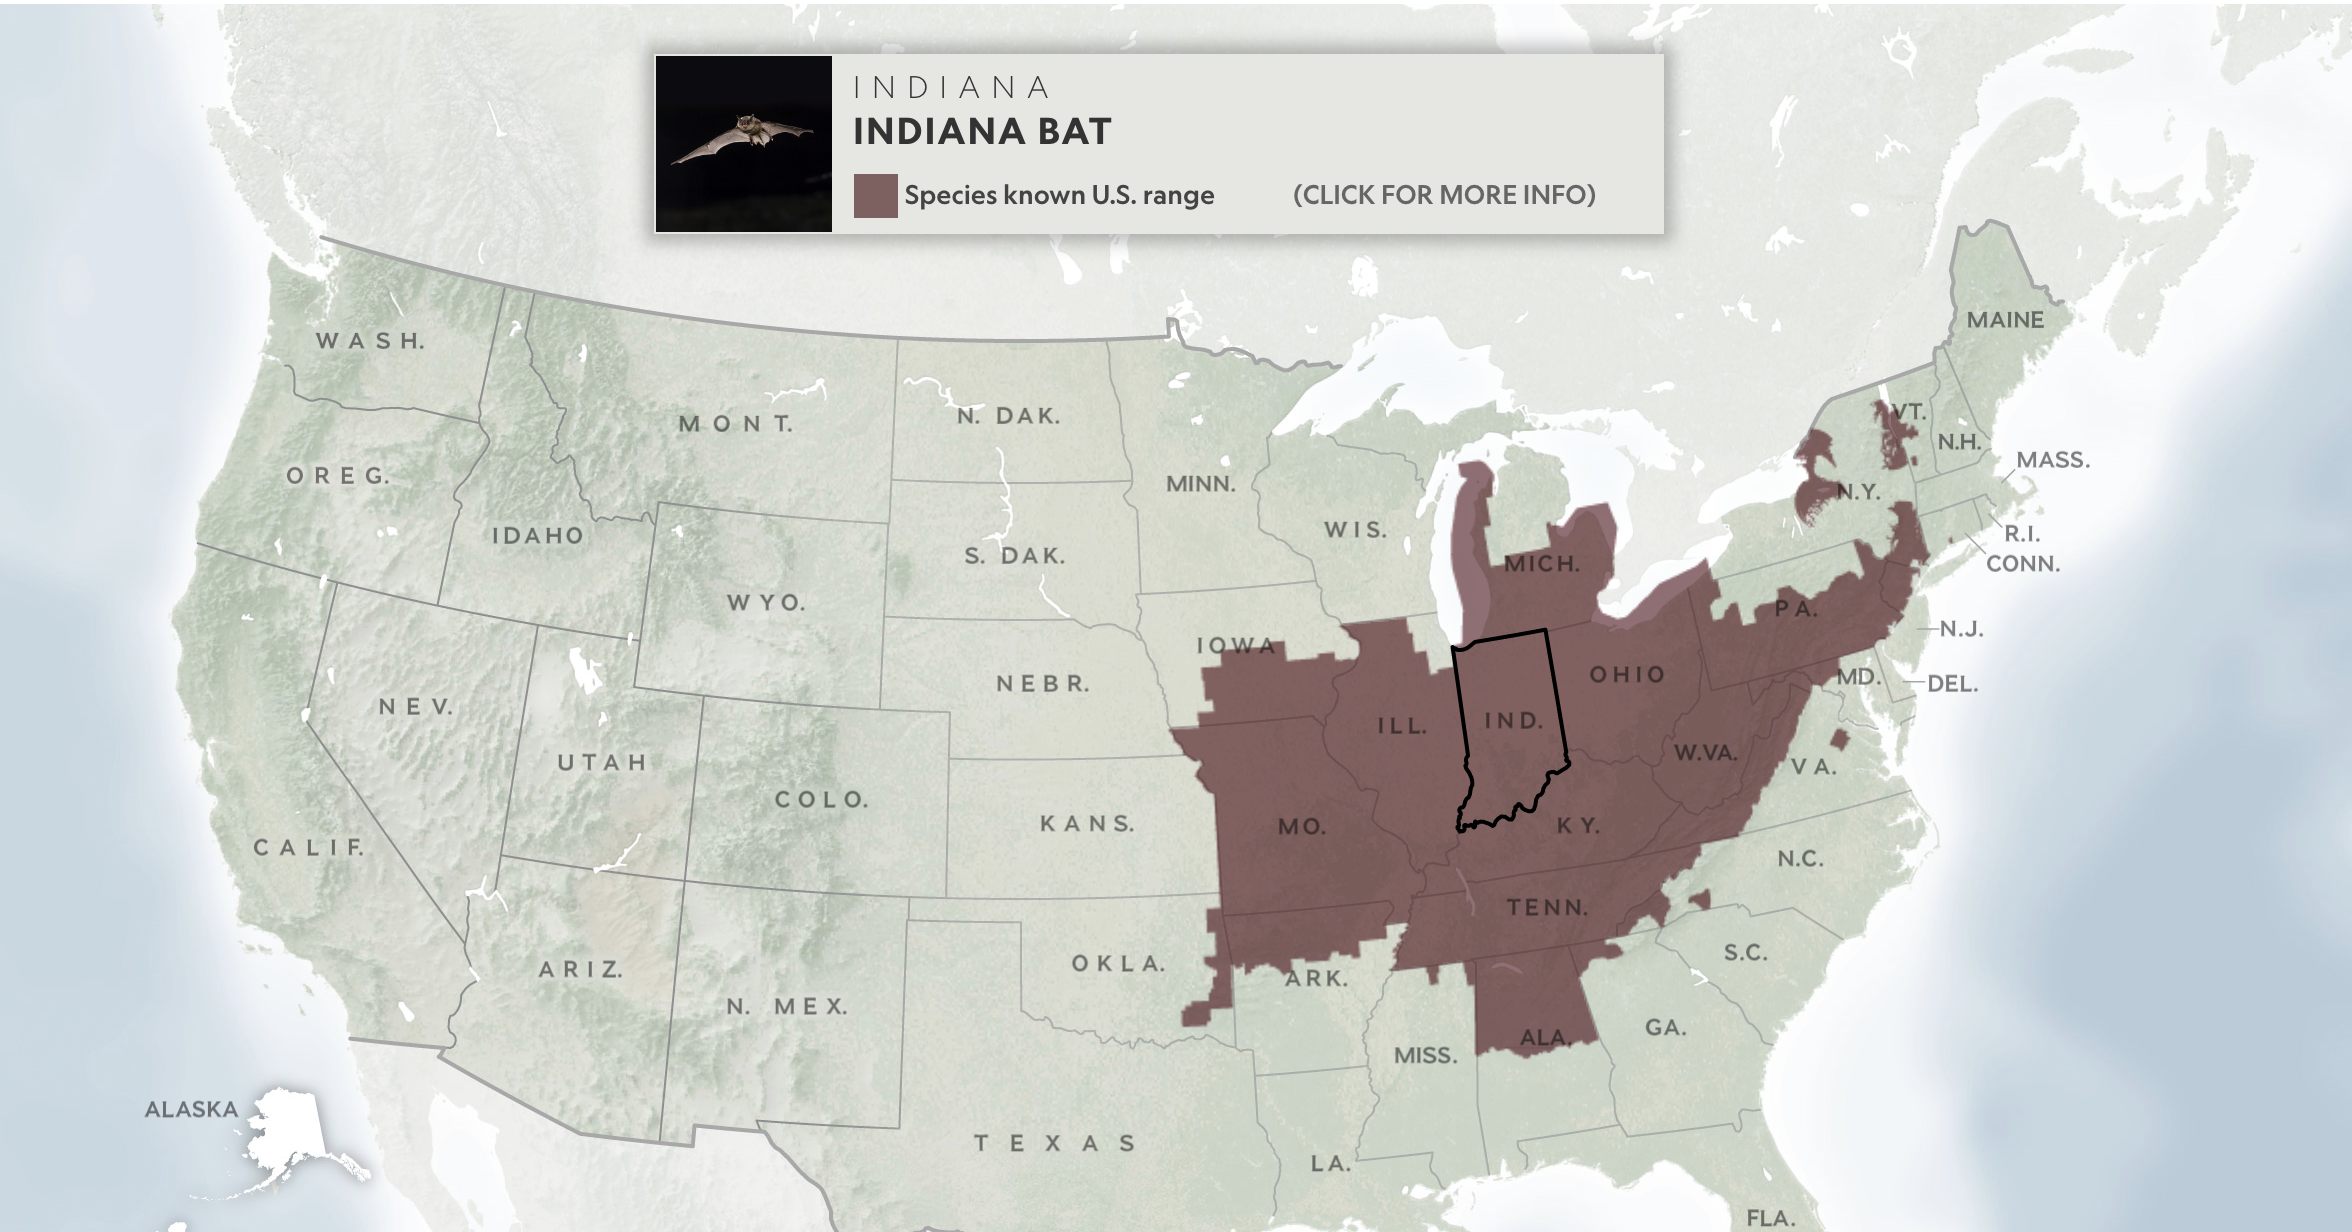 INDIANA
INDIANA BAT
Species known U.S. range (CLICK FOR MORE INFO)
MAINE
WASH.
MONT.
N. DAK.
VT.
N.H.
MASS.
OREG.
MINN.
N.Y.
IDAHO
WIS.
R.I.
S. DAK.
MICH.
CONN.
WYO.
PA.
N.J.
IOWA
OHIO
MD.
DEL.
NEBR.
NEV.
ILL.
IND.
W.VA.
UTAH
VA.
COLO.
KANS.
MO.
KY.
CALIF.
N.C.
TENN.
S.C.
ARIZ.
OKLA.
ARK.
N. MEX.
GA.
ALA.
MISS.
ALASKA
TEXAS
LA.
FLA.